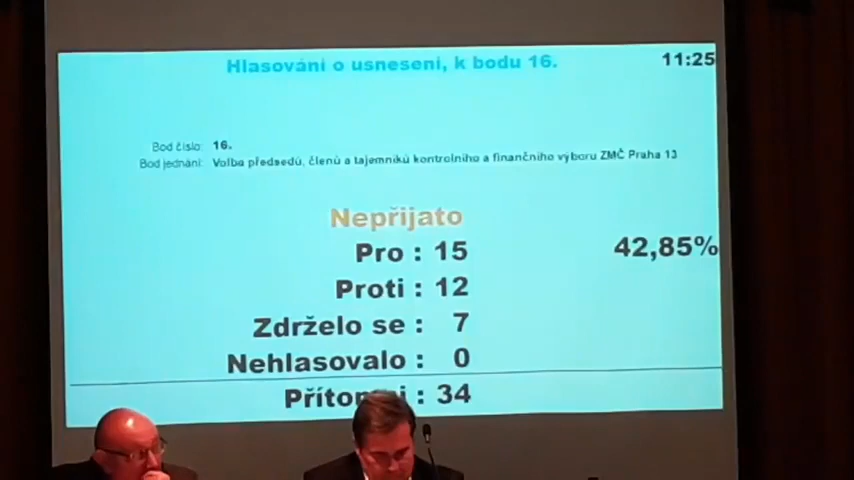 Hlasování o usnesení, k bodu 16. 11:25
Bod číslo: 16.
Bod jednání: Volba předsedů, členů a tajemníků kontrolního a finančního výboru ZMČ Praha 13
Nepřijato
Pro : 15 42,85%
Proti : 12
Zdrželo se : 7
Nehlasovalo : 0
: 34